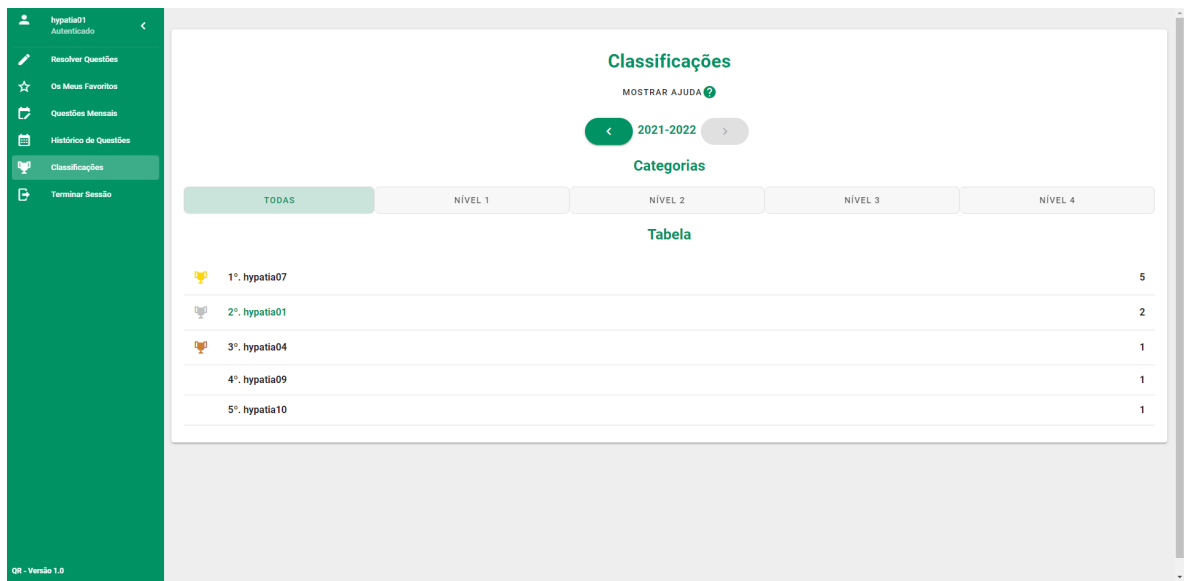 hypatia01
Autenticado
Resolver Questões
Os Meus Favoritos
Questões Mensais
Histórico de Questões
Classificações
Terminar Sessão
QR - Versão 1.0
Classificações
MOSTRAR AJUDA ?
2021-2022
Categorias
TODAS NÍVEL 1 NÍVEL 2 NÍVEL 3 NÍVEL 4
Tabela
1º. hypatia07 5
2º. hypatia01 2
3º. hypatia04 1
4º. hypatia09 1
5º. hypatia10 1